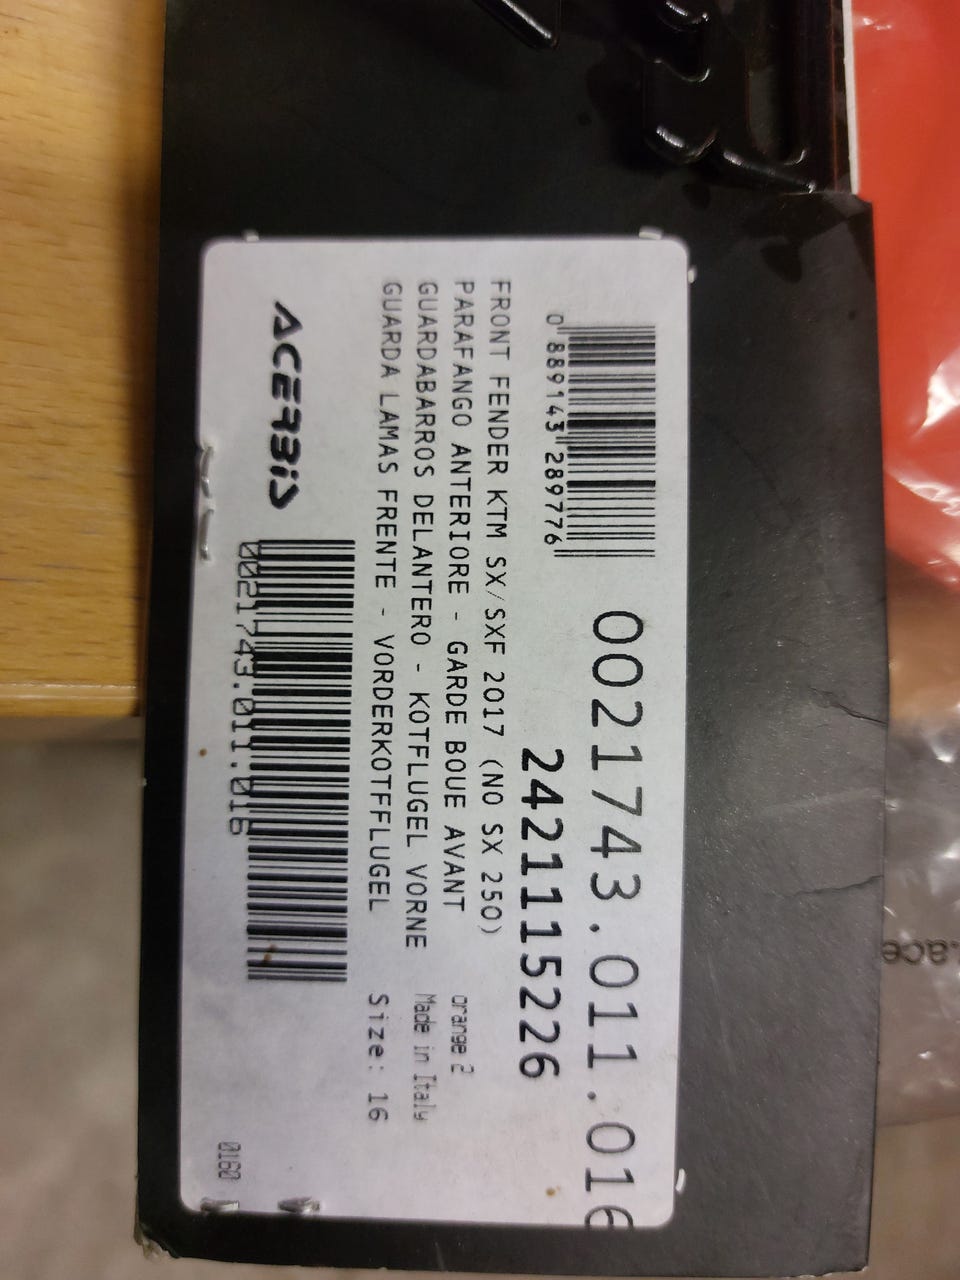 0 889143 289776
0021743.011.016
2421115226
FRONT FENDER KTM SX/SXF 2017 (NO SX 250)
PARAFANGO ANTERIORE - GARDE BOUE AVANT
orange 2
GUARDABARROS DELANTERO - KOTFLUGEL VORNE
Made in Italy
GUARDA LAMAS FRENTE - VORDERKOTFFLUGEL
Size: 16
ACERBIS
0021743.011.016
0160
.ace